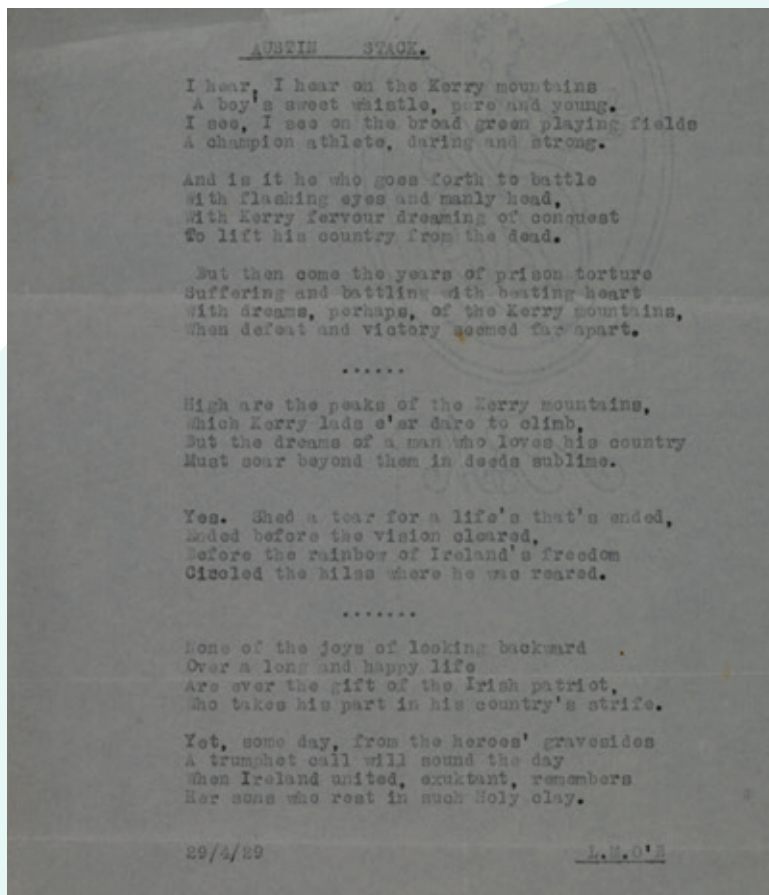 AUSTIN STACK.
I hear, I hear on the Kerry mountains
A boy's sweet whistle, pure and young.
I see, I see on the broad green playing fields
A champion athlete, daring and strong.
And is it he who goes forth to battle
With flashing eyes and manly head,
With Kerry fervour dreaming of conquest
To lift his country from the dead.
But then come the years of prison torture
Suffering and battling with beating heart
With dreams, perhaps, of the Kerry mountains,
When defeat and victory seemed far apart.
......
High are the peaks of the Kerry mountains,
Which Kerry lads e'er dare to climb,
But the dreams of a man who loves his country
Must soar beyond them in deeds sublime.
Yes. Shed a tear for a life's that's ended,
Ended before the vision cleared,
Before the rainbow of Ireland's freedom
Circled the hilss where he was reared.
.......
None of the joys of looking backward
Over a long and happy life
Are ever the gift of the Irish patriot,
Who takes his part in his country's strife.
Yet, some day, from the heroes' gravesides
A trumphet call will sound the day
When Ireland united, exuktant, remembers
Her sons who rest in such Holy clay.
29/4/29